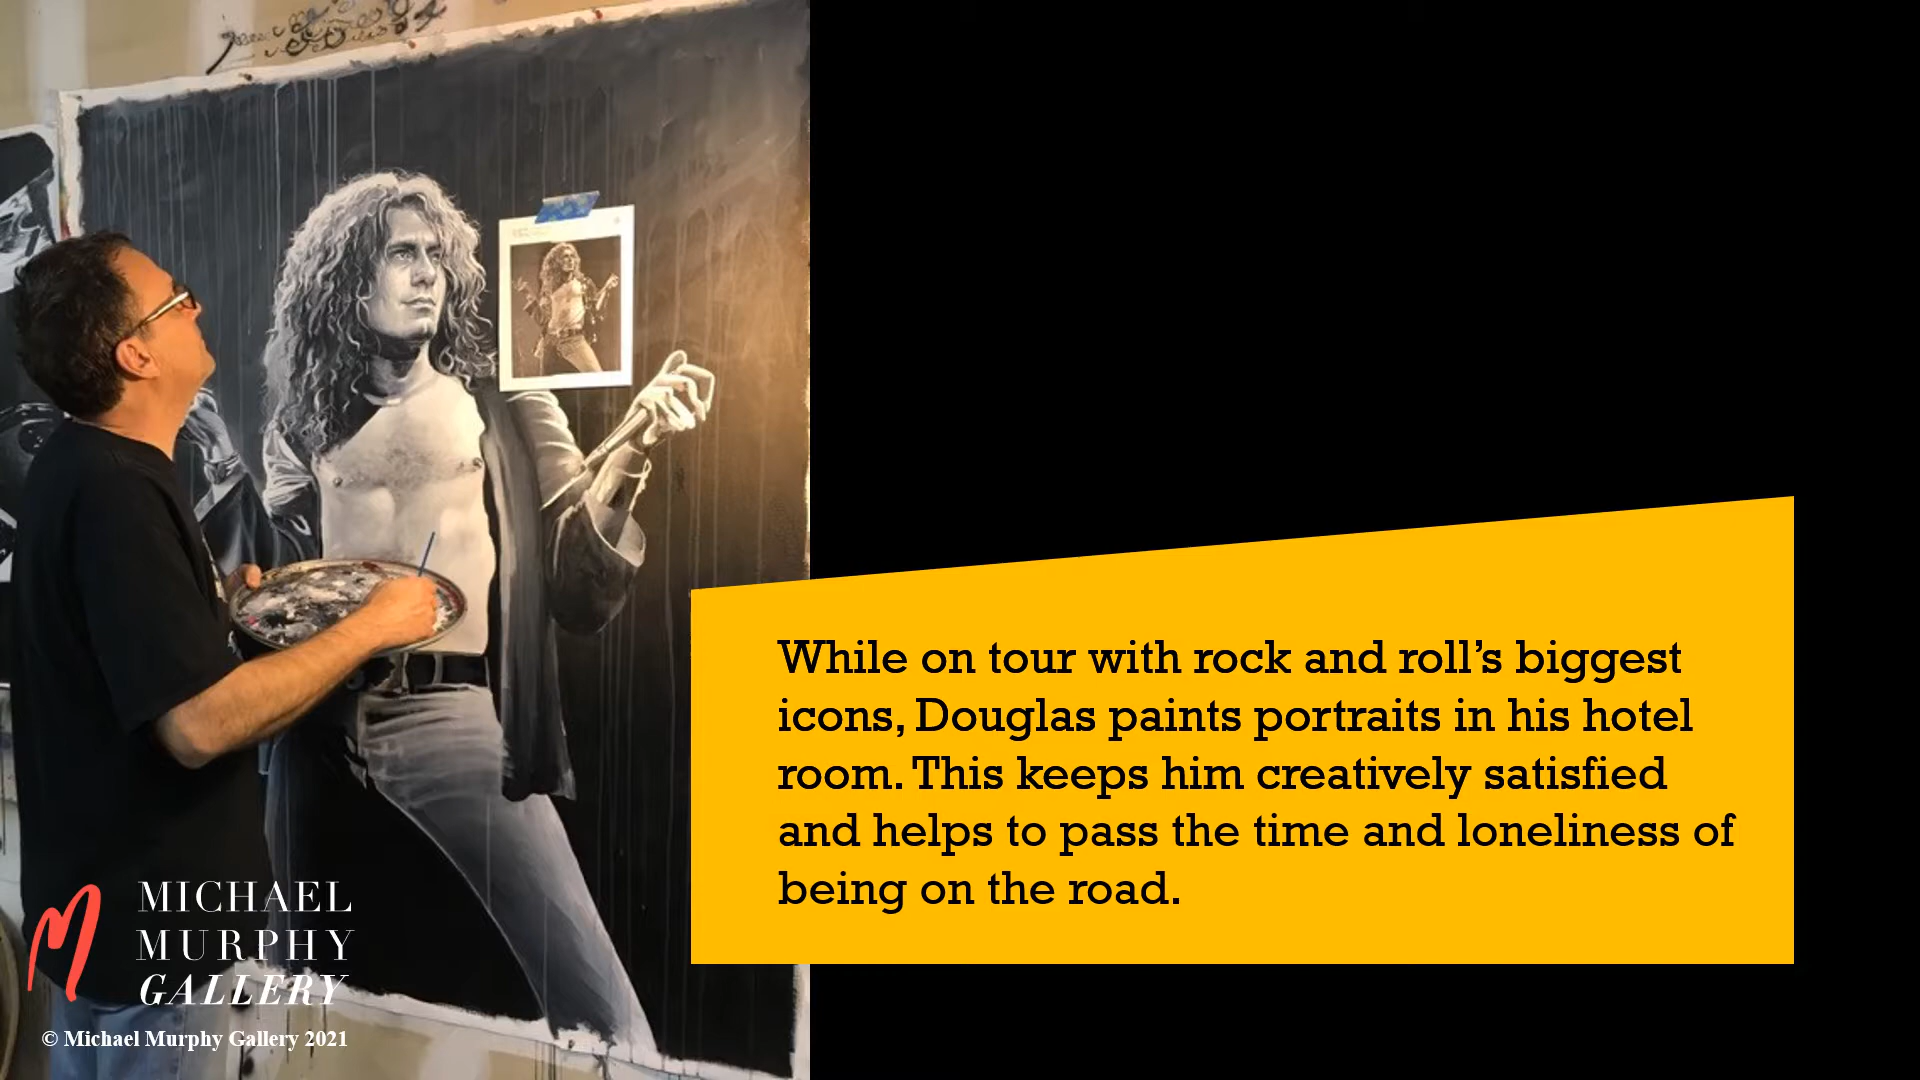 While on tour with rock and roll's biggest
icons, Douglas paints portraits in his hotel
room. This keeps him creatively satisfied
and helps to pass the time and loneliness of
being on the road.
MICHAEL
MURPHY
GALLERY
© Michael Murphy Gallery 2021